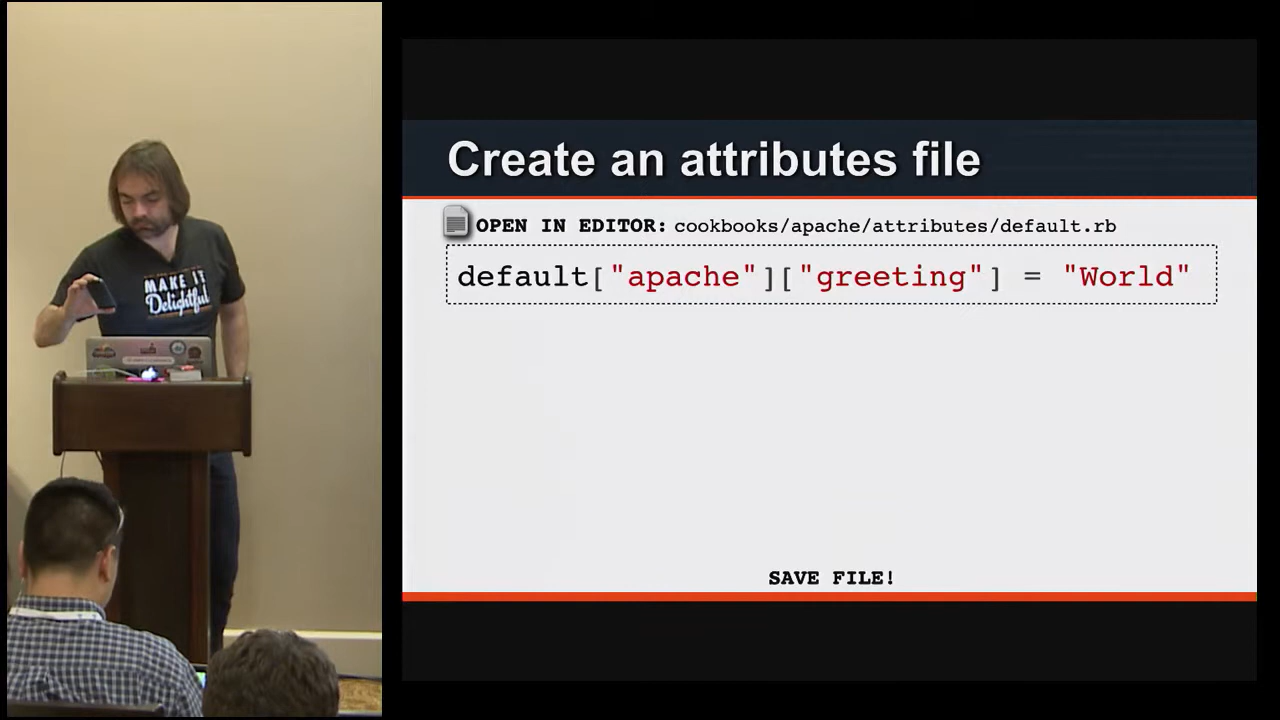 MAKE IT
Delightful
Create an attributes file
OPEN IN EDITOR: cookbooks/apache/attributes/default.rb
default["apache"]["greeting"] = "World"
SAVE FILE!